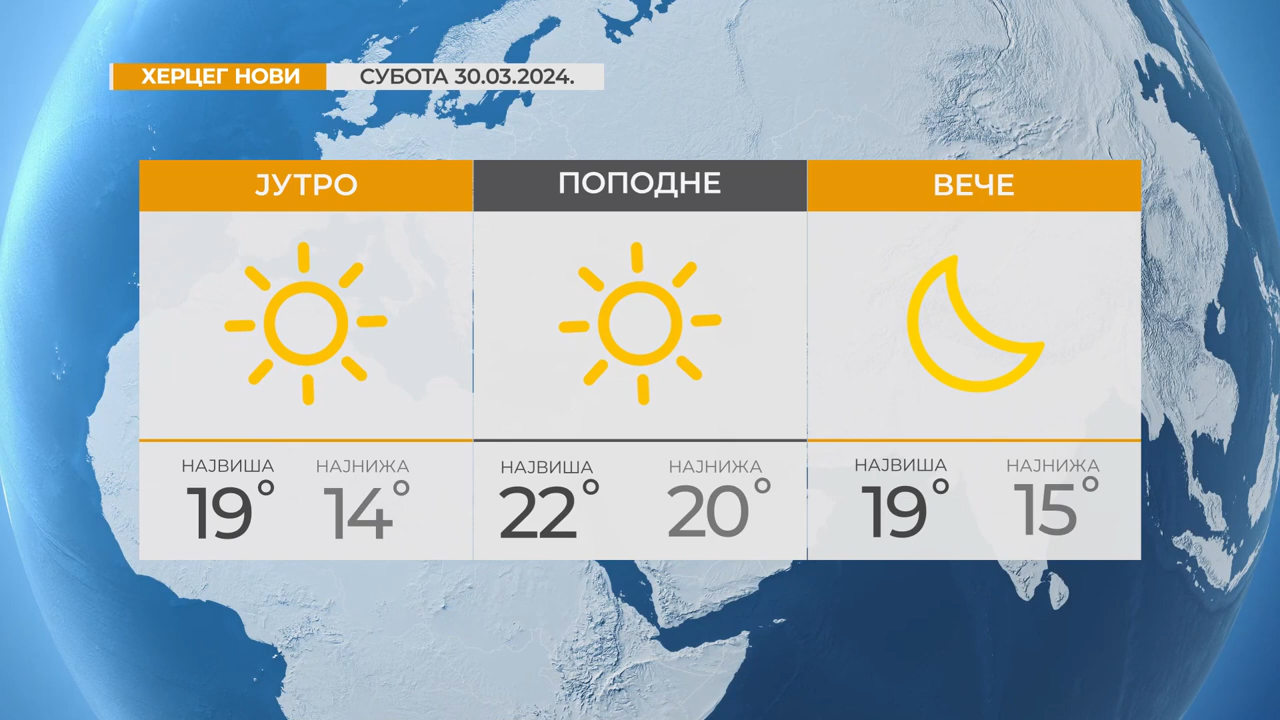 ХЕРЦЕГ НОВИ СУБОТА 30.03.2024.
ЈУТРО
НАЈВИША НАЈНИЖА
19° 14°
ПОПОДНЕ
НАЈВИША НАЈНИЖА
22° 20°
ВЕЧЕ
НАЈВИША НАЈНИЖА
19° 15°